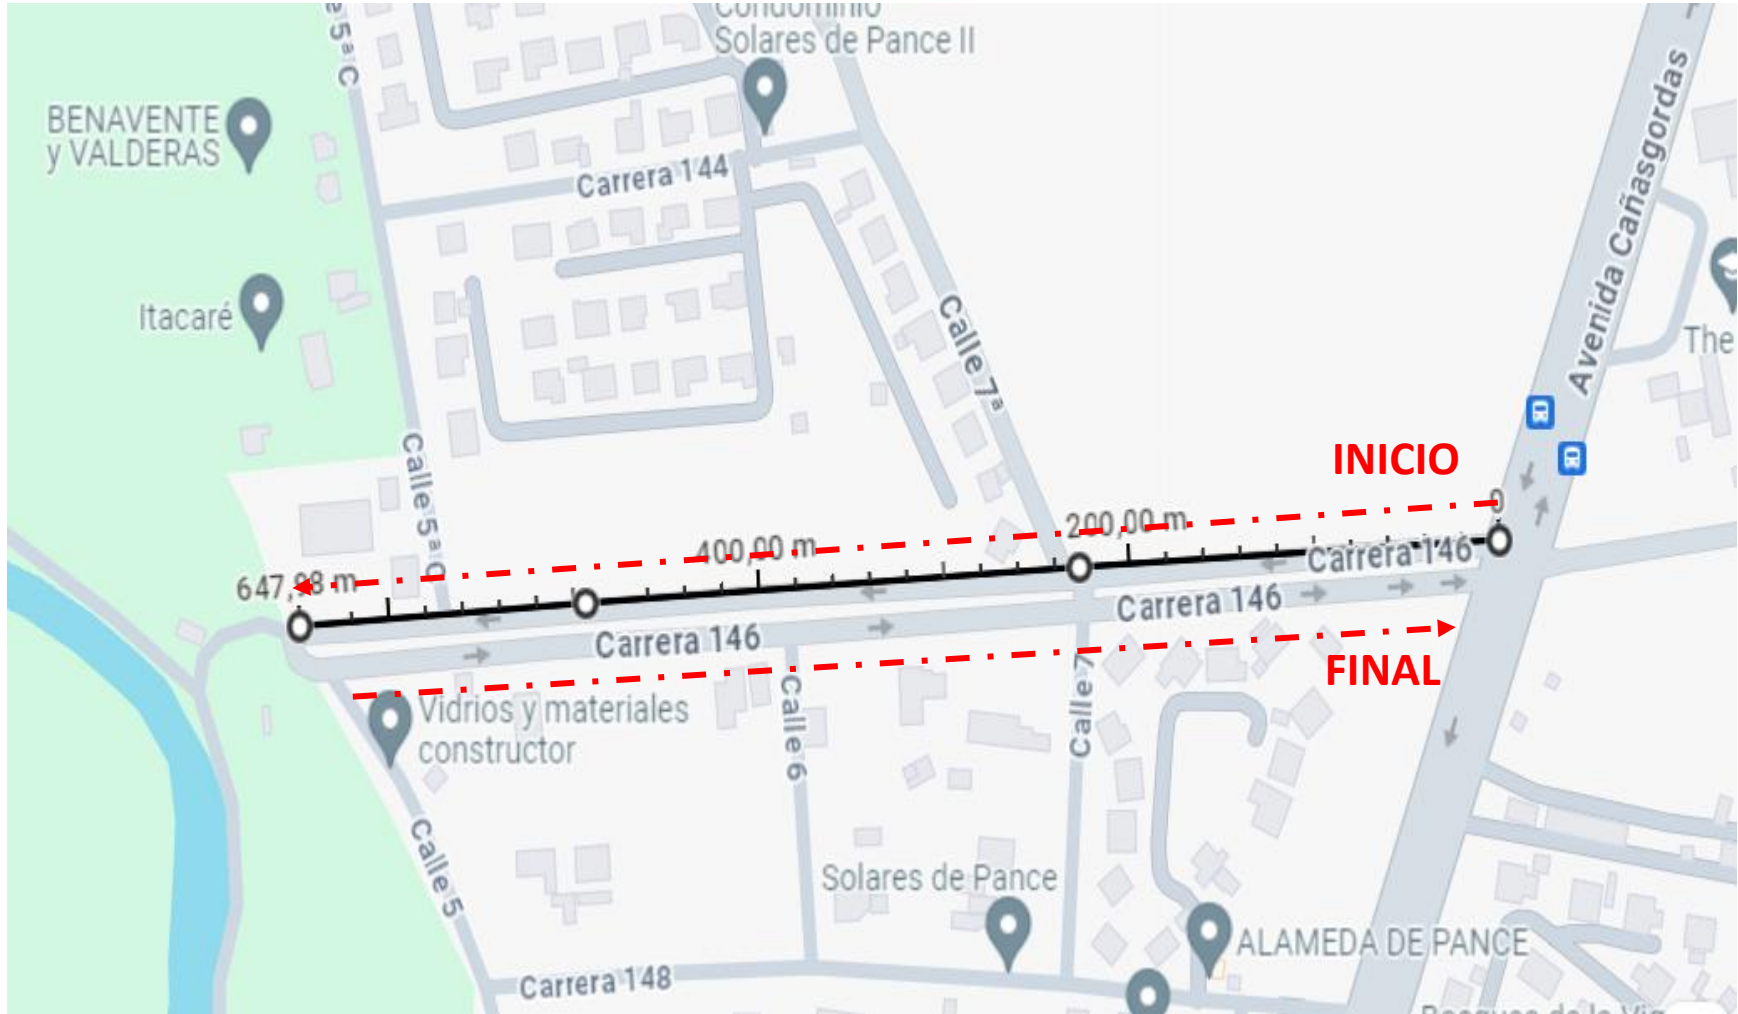 Condominio
Solares de Pance II
BENAVENTE
y VALDERAS
Carrera 144
Itacaré
Calle 7ª
Avenida Cañasgordas
The
Calle 5ª C
INICIO
0
200,00 m
400,00 m
647,98 m
Carrera 146
Carrera 146
Carrera 146
FINAL
Vidrios y materiales
constructor
Calle 6
Calle 7
Calle 5
Solares de Pance
ALAMEDA DE PANCE
Carrera 148